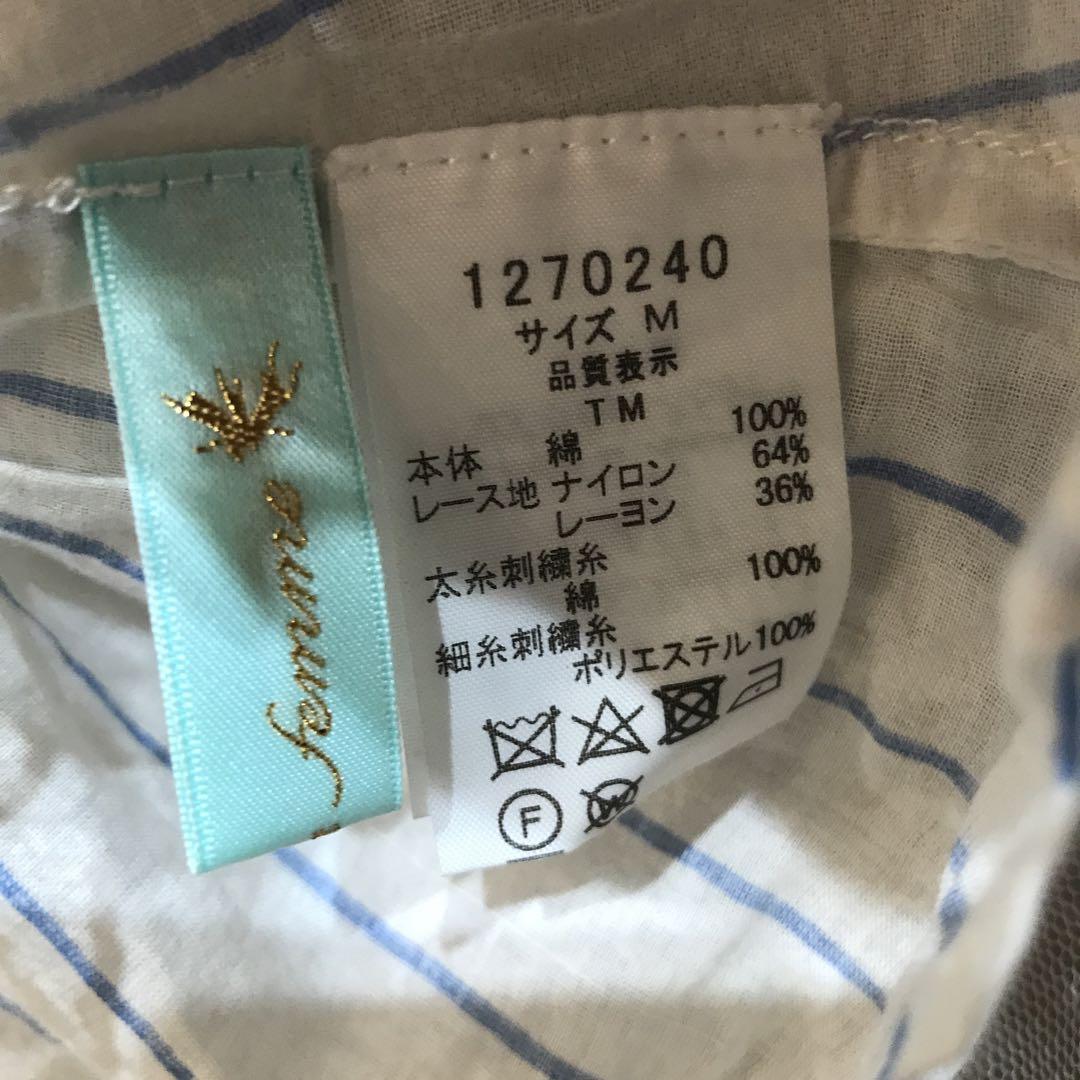 1270240
サイズ M
品質表示
TM
本体 綿 100%
レース地 ナイロン 64%
レーヨン 36%
太糸刺繍糸
綿 100%
細糸刺繍糸
ポリエステル100%
F
W